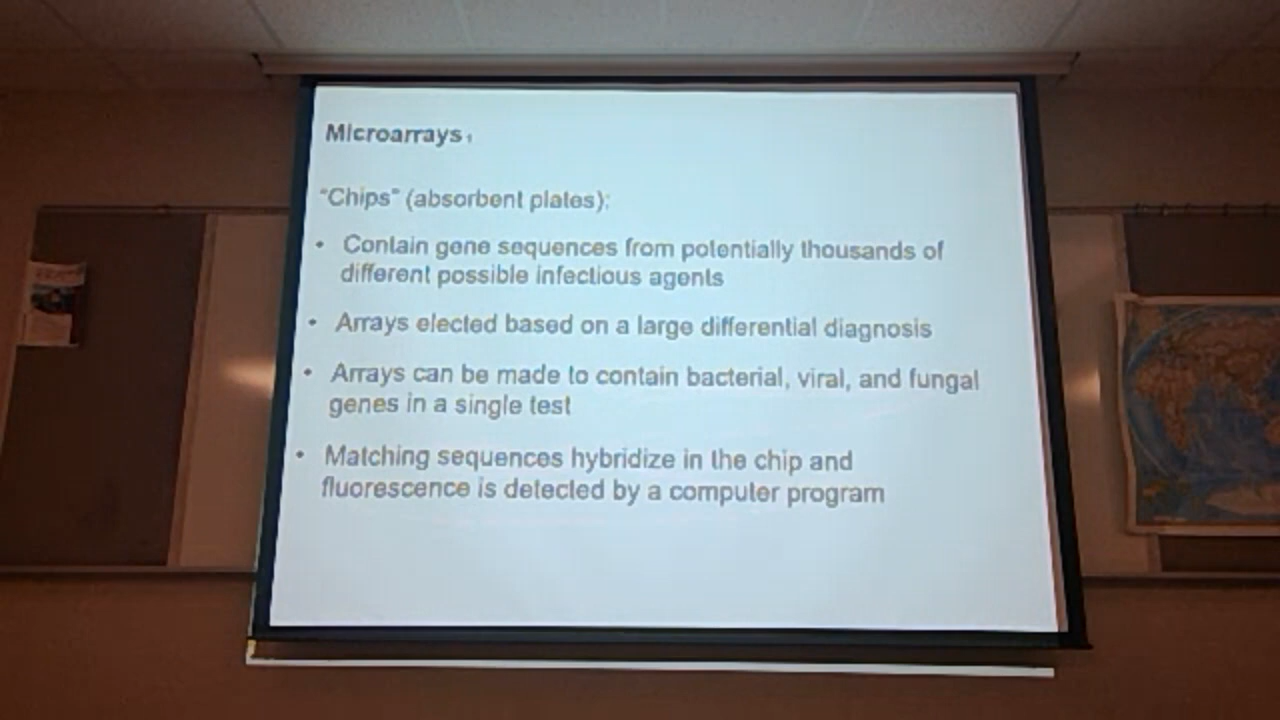 Microarrays 1
"Chips" (absorbent plates):
• Contain gene sequences from potentially thousands of
different possible infectious agents
• Arrays elected based on a large differential diagnosis
• Arrays can be made to contain bacterial, viral, and fungal
genes in a single test
• Matching sequences hybridize in the chip and
fluorescence is detected by a computer program